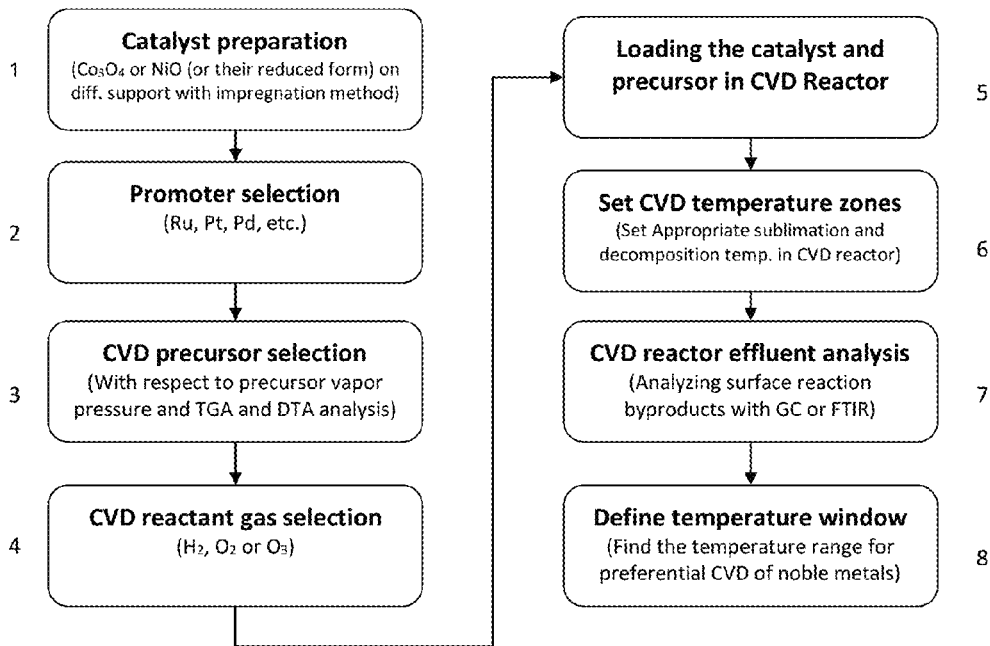 1
Catalyst preparation
(Co₃O₄ or NiO (or their reduced form) on
diff. support with impregnation method)
2
Promoter selection
(Ru, Pt, Pd, etc.)
3
CVD precursor selection
(With respect to precursor vapor
pressure and TGA and DTA analysis)
4
CVD reactant gas selection
(H₂, O₂ or O₃)
Loading the catalyst and
precursor in CVD Reactor
5
Set CVD temperature zones
(Set Appropriate sublimation and
decomposition temp. in CVD reactor)
6
CVD reactor effluent analysis
(Analyzing surface reaction
byproducts with GC or FTIR)
7
Define temperature window
(Find the temperature range for
preferential CVD of noble metals)
8